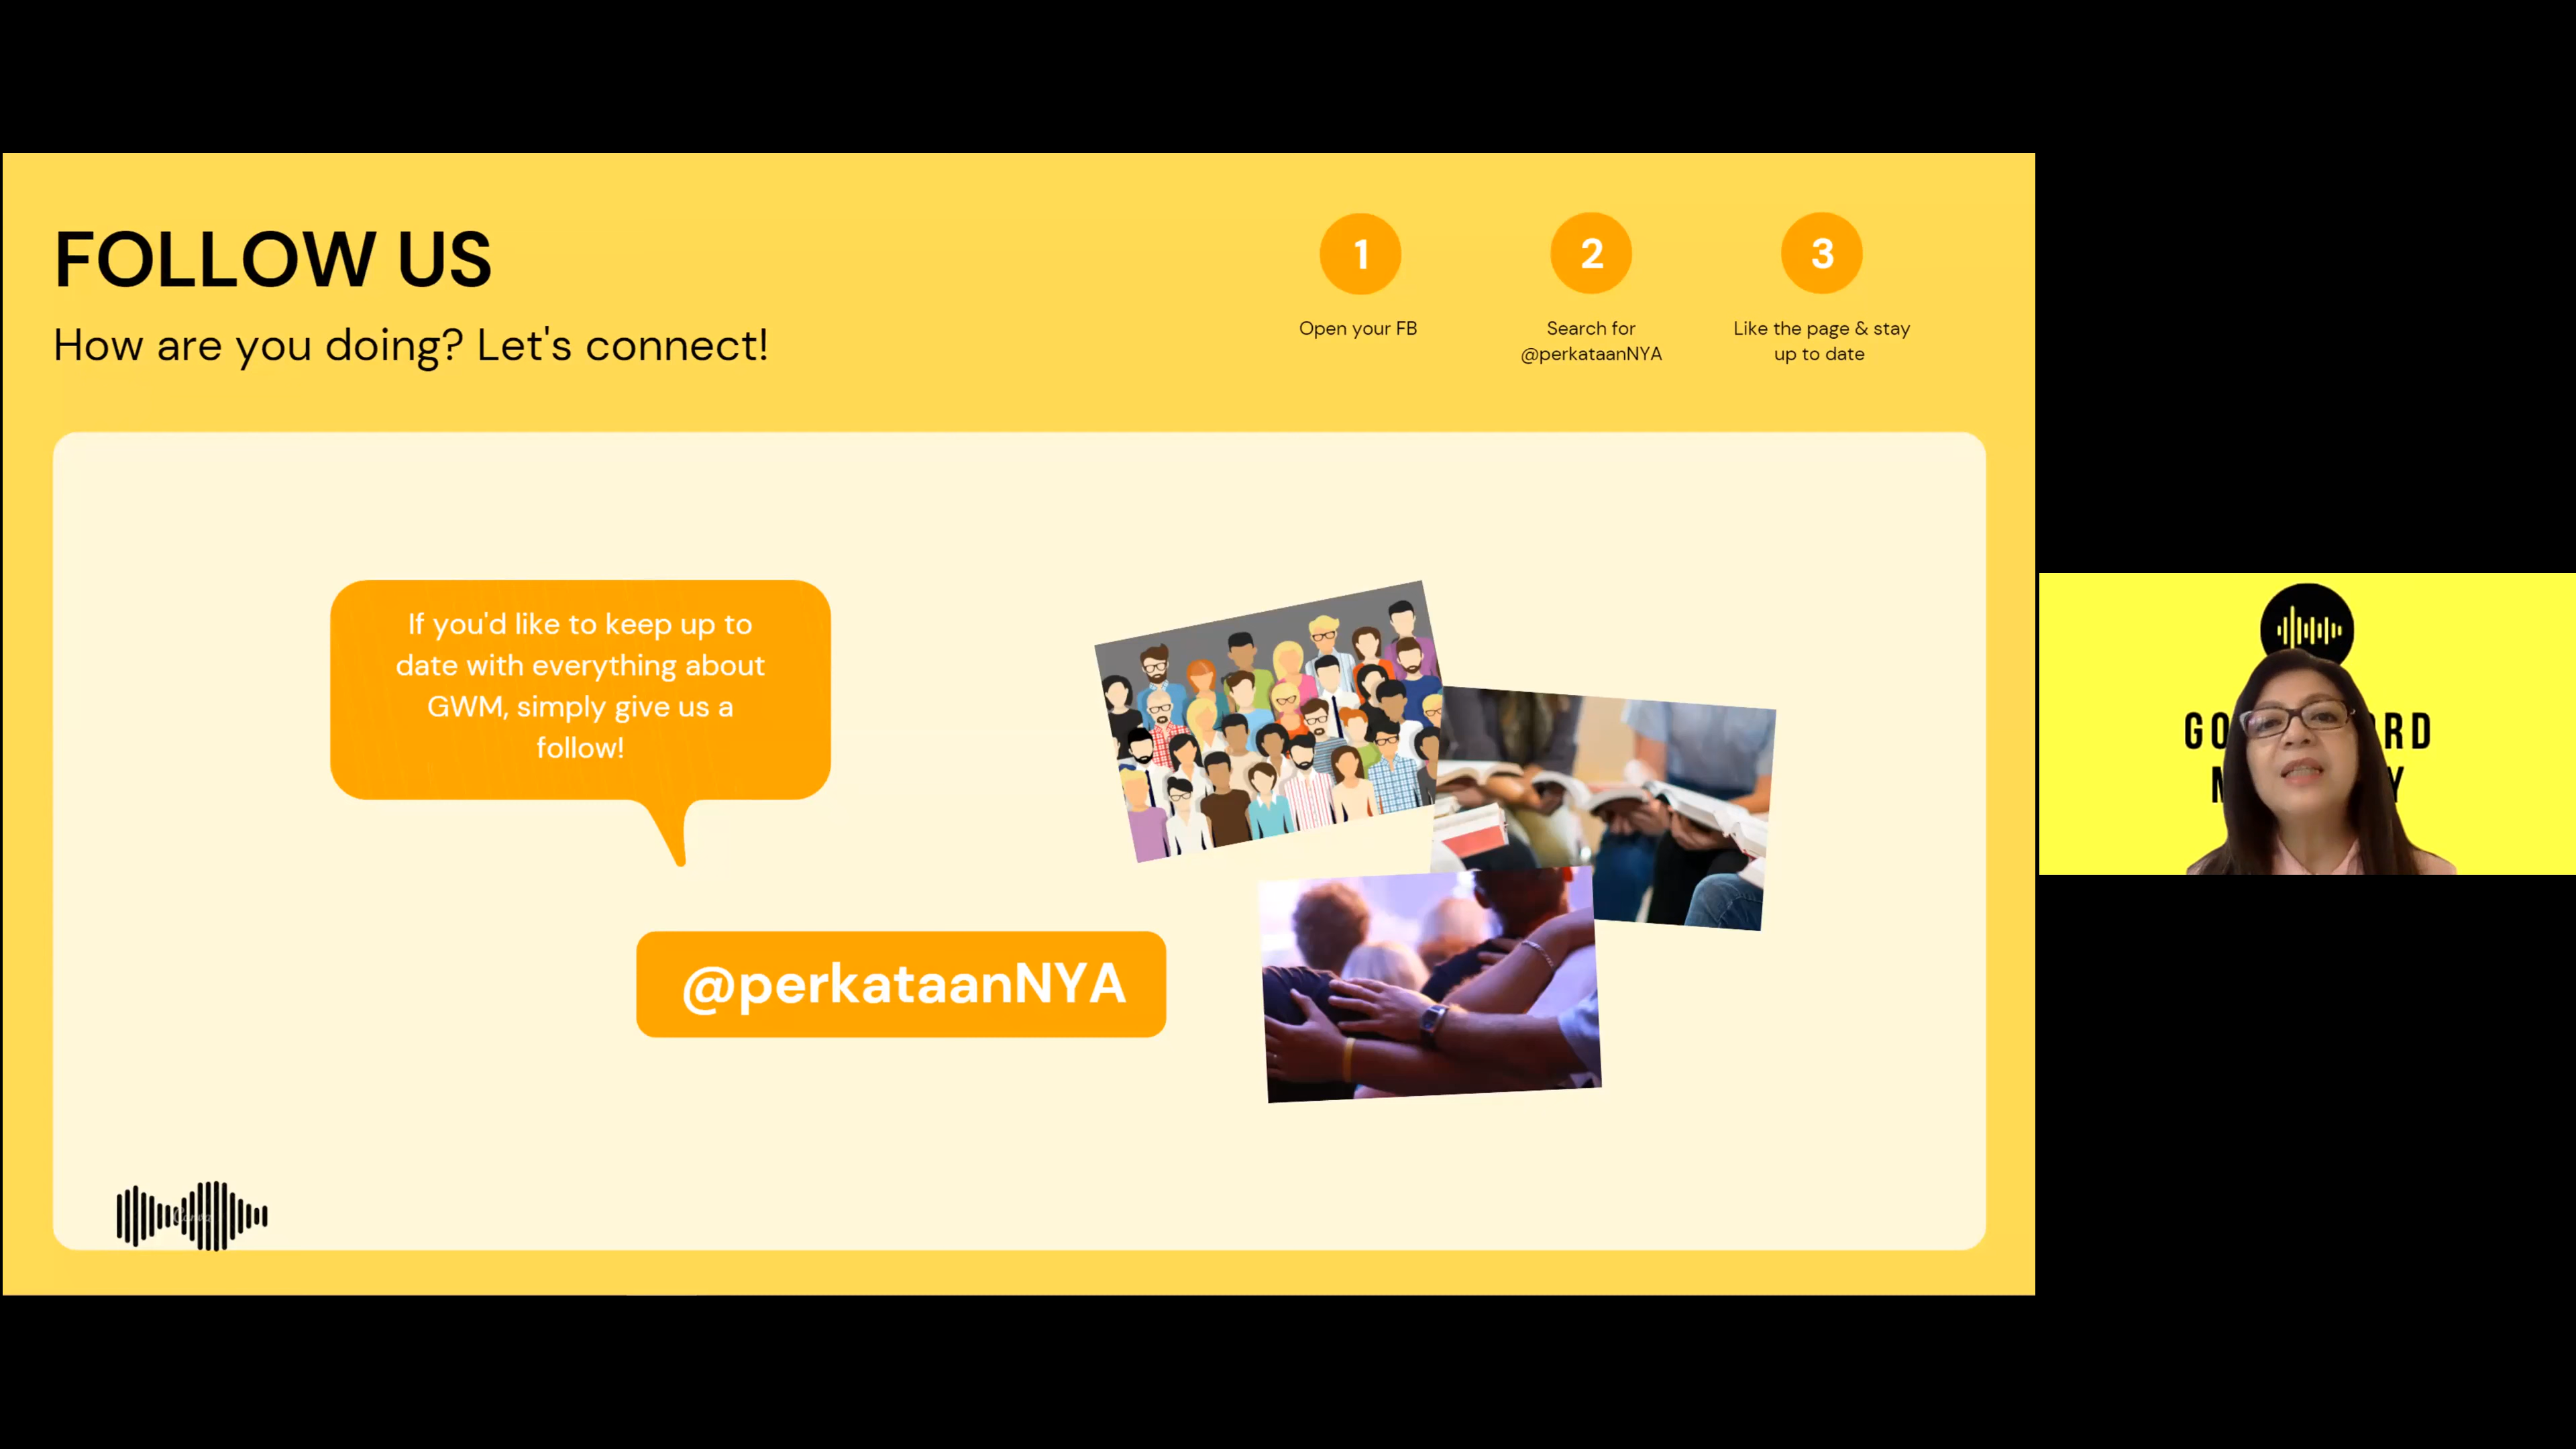 FOLLOW US
How are you doing? Let's connect!
1
Open your FB
2
Search for
@perkataanNYA
3
Like the page & stay
up to date
If you'd like to keep up to
date with everything about
GWM, simply give us a
follow!
@perkataanNYA